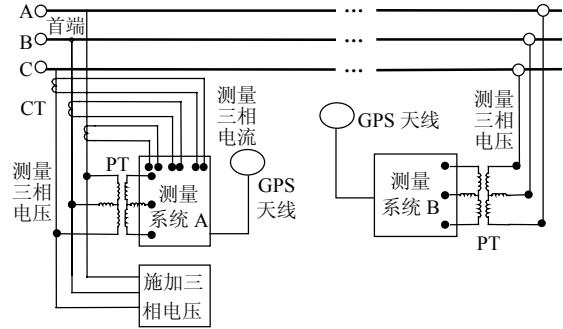 A
首端
B
C
CT
测量
三相
电流
GPS 天线
测量
三相
电压
PT
测量
三相
电压
测量
系统 A
GPS
天线
测量
系统 B
PT
施加三
相电压